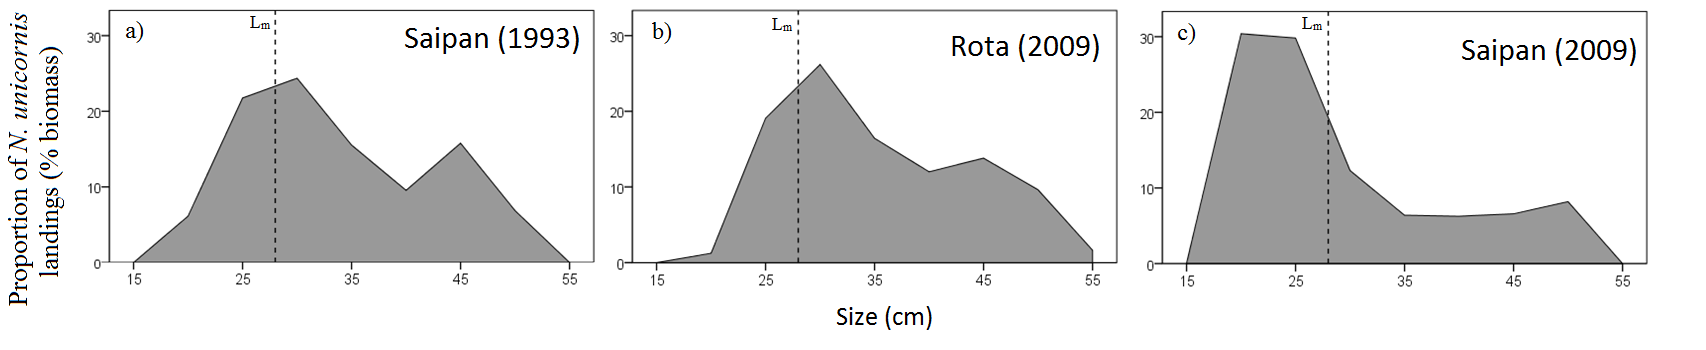 Proportion of N. unicornis
landings (% biomass)
a)
Lm
Saipan (1993)
30
20
10
0
15 25 35 45 55
b)
Lm
Rota (2009)
30
20
10
0
15 25 35 45 55
c)
Lm
Saipan (2009)
30
20
10
0
15 25 35 45 55
Size (cm)